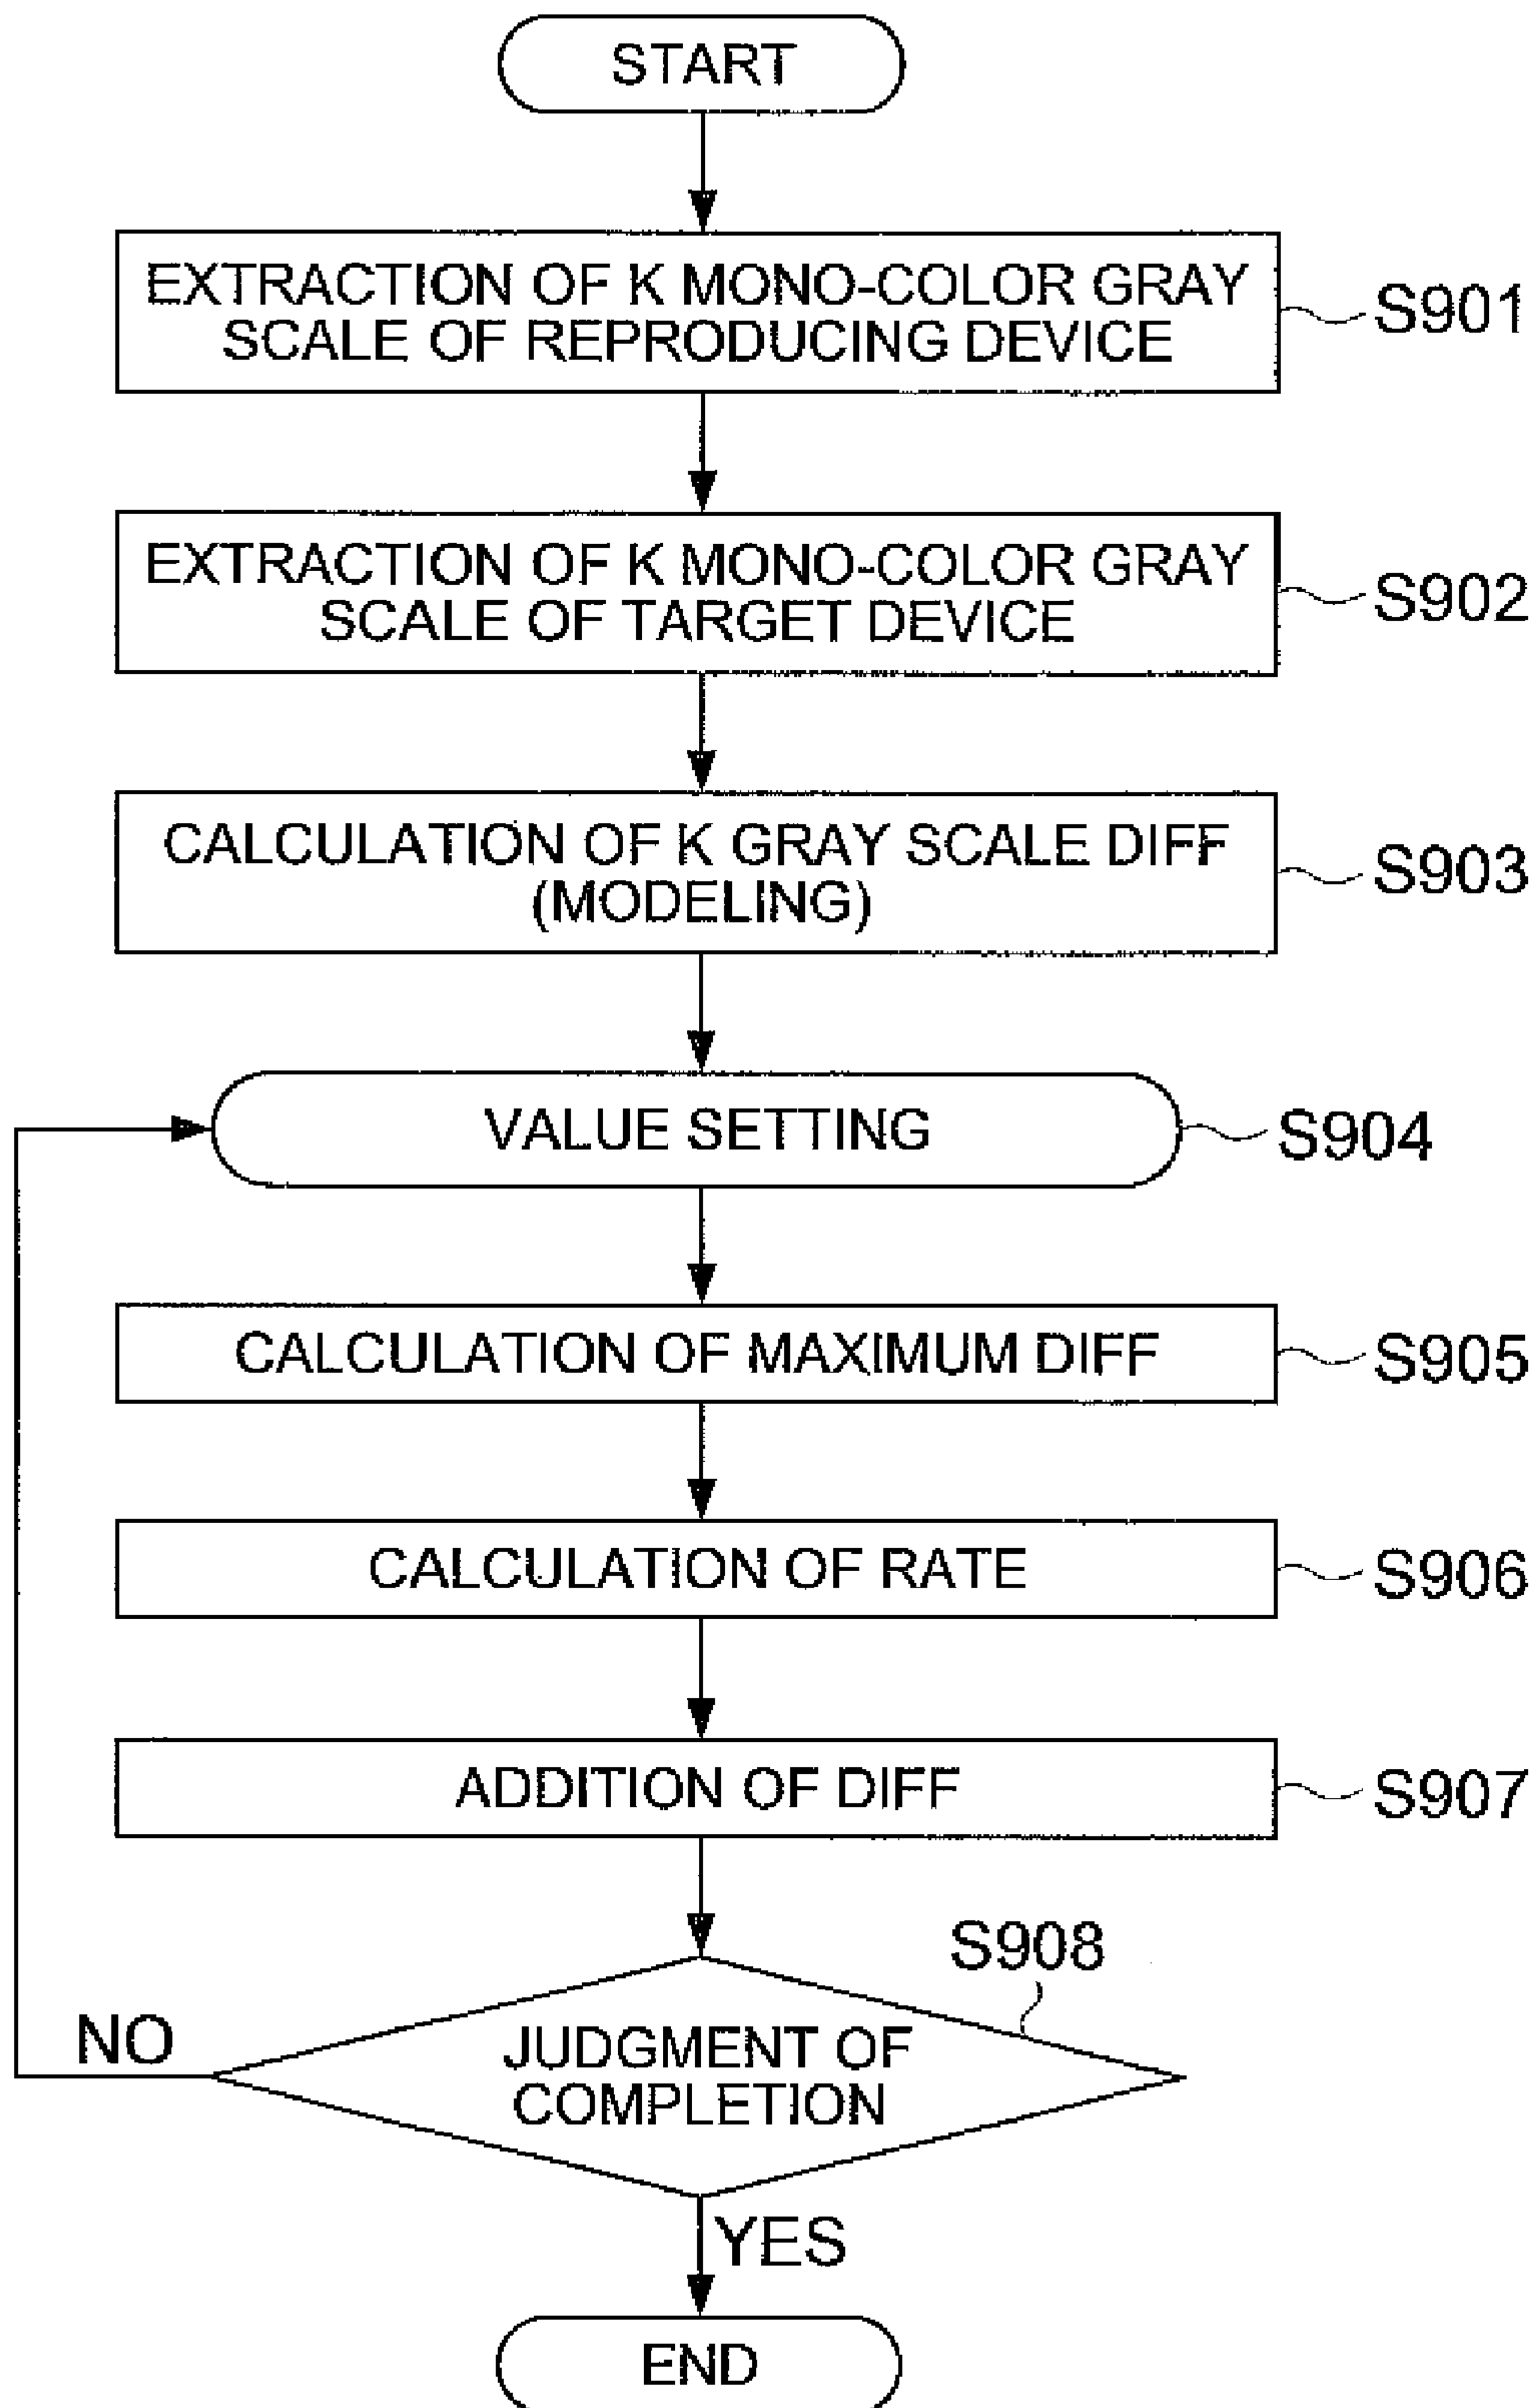 START
EXTRACTION OF K MONO-COLOR GRAY
SCALE OF REPRODUCING DEVICE
S901
EXTRACTION OF K MONO-COLOR GRAY
SCALE OF TARGET DEVICE
S902
CALCULATION OF K GRAY SCALE DIFF
(MODELING)
S903
VALUE SETTING
S904
CALCULATION OF MAXIMUM DIFF
S905
CALCULATION OF RATE
S906
ADDITION OF DIFF
S907
S908
JUDGMENT OF
COMPLETION
NO
YES
END